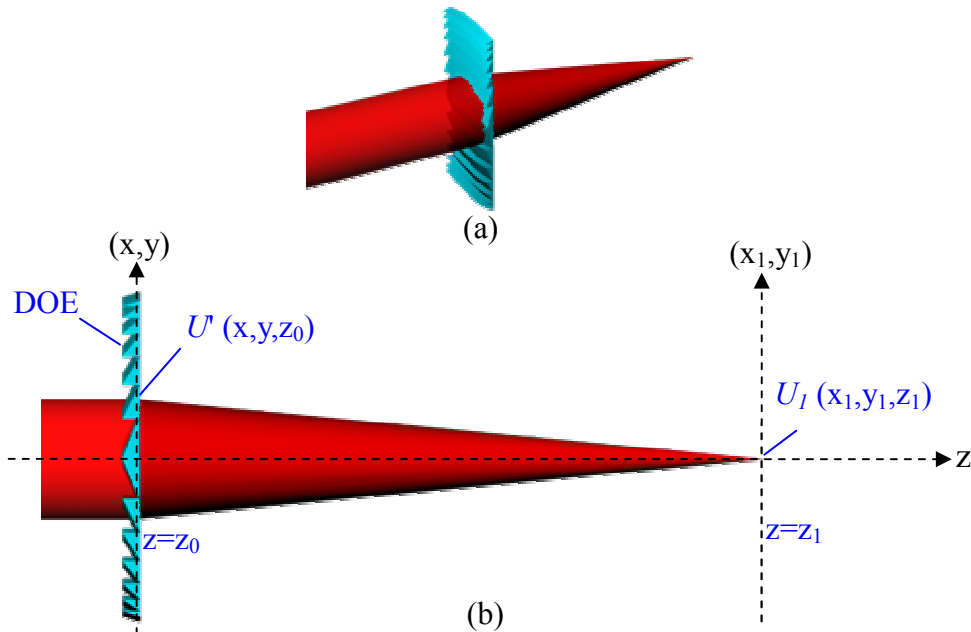 (a)
(x,y)
(x₁,y₁)
DOE
U' (x,y,z₀)
U₁ (x₁,y₁,z₁)
z
z=z₀
z=z₁
(b)